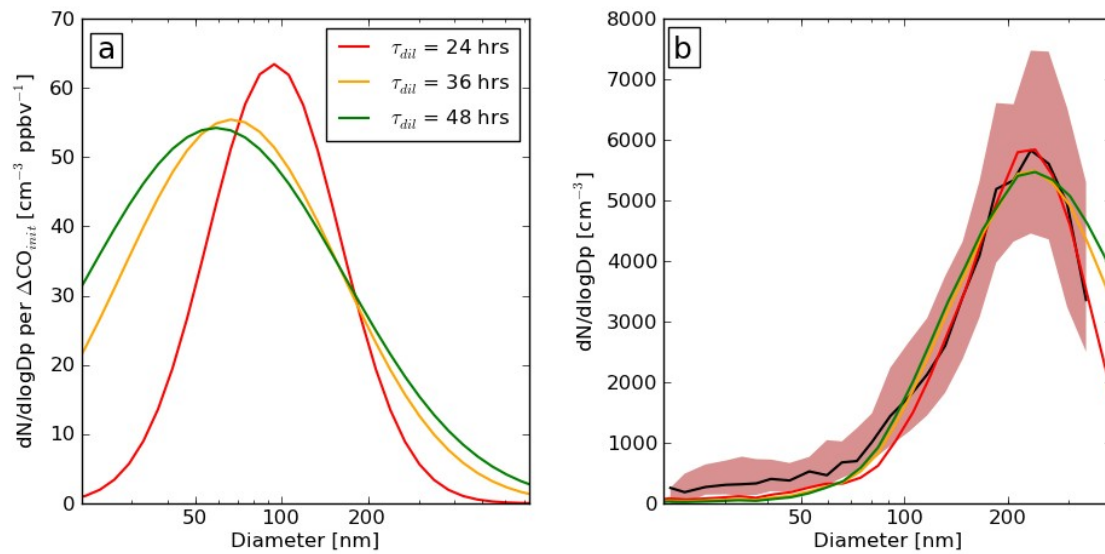 a
τdil = 24 hrs
τdil = 36 hrs
τdil = 48 hrs
dN/dlogDp per ΔCOinit [cm⁻³ ppbv⁻¹]
70
60
50
40
30
20
10
0
50 100 200
Diameter [nm]
b
dN/dlogDp [cm⁻³]
8000
7000
6000
5000
4000
3000
2000
1000
0
50 100 200
Diameter [nm]